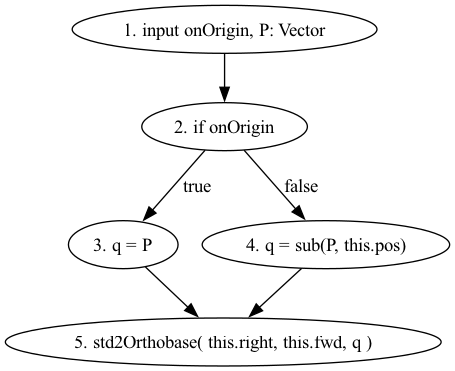 1. input onOrigin, P: Vector
2. if onOrigin
true
false
3. q = P
4. q = sub(P, this.pos)
5. std2Orthobase( this.right, this.fwd, q )